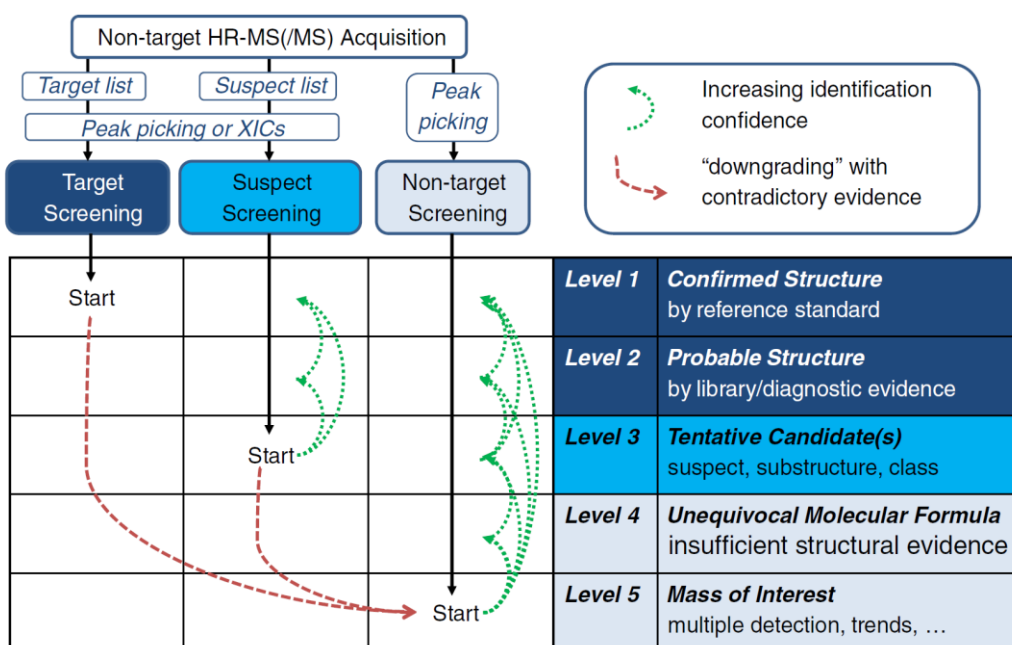 Non-target HR-MS(/MS) Acquisition
Target list
Suspect list
Peak
picking
Peak picking or XICs
Target
Screening
Suspect
Screening
Non-target
Screening
Increasing identification
confidence
“downgrading” with
contradictory evidence
Start
Level 1
Confirmed Structure
by reference standard
Level 2
Probable Structure
by library/diagnostic evidence
Start
Level 3
Tentative Candidate(s)
suspect, substructure, class
Level 4
Unequivocal Molecular Formula
insufficient structural evidence
Start
Level 5
Mass of Interest
multiple detection, trends, …